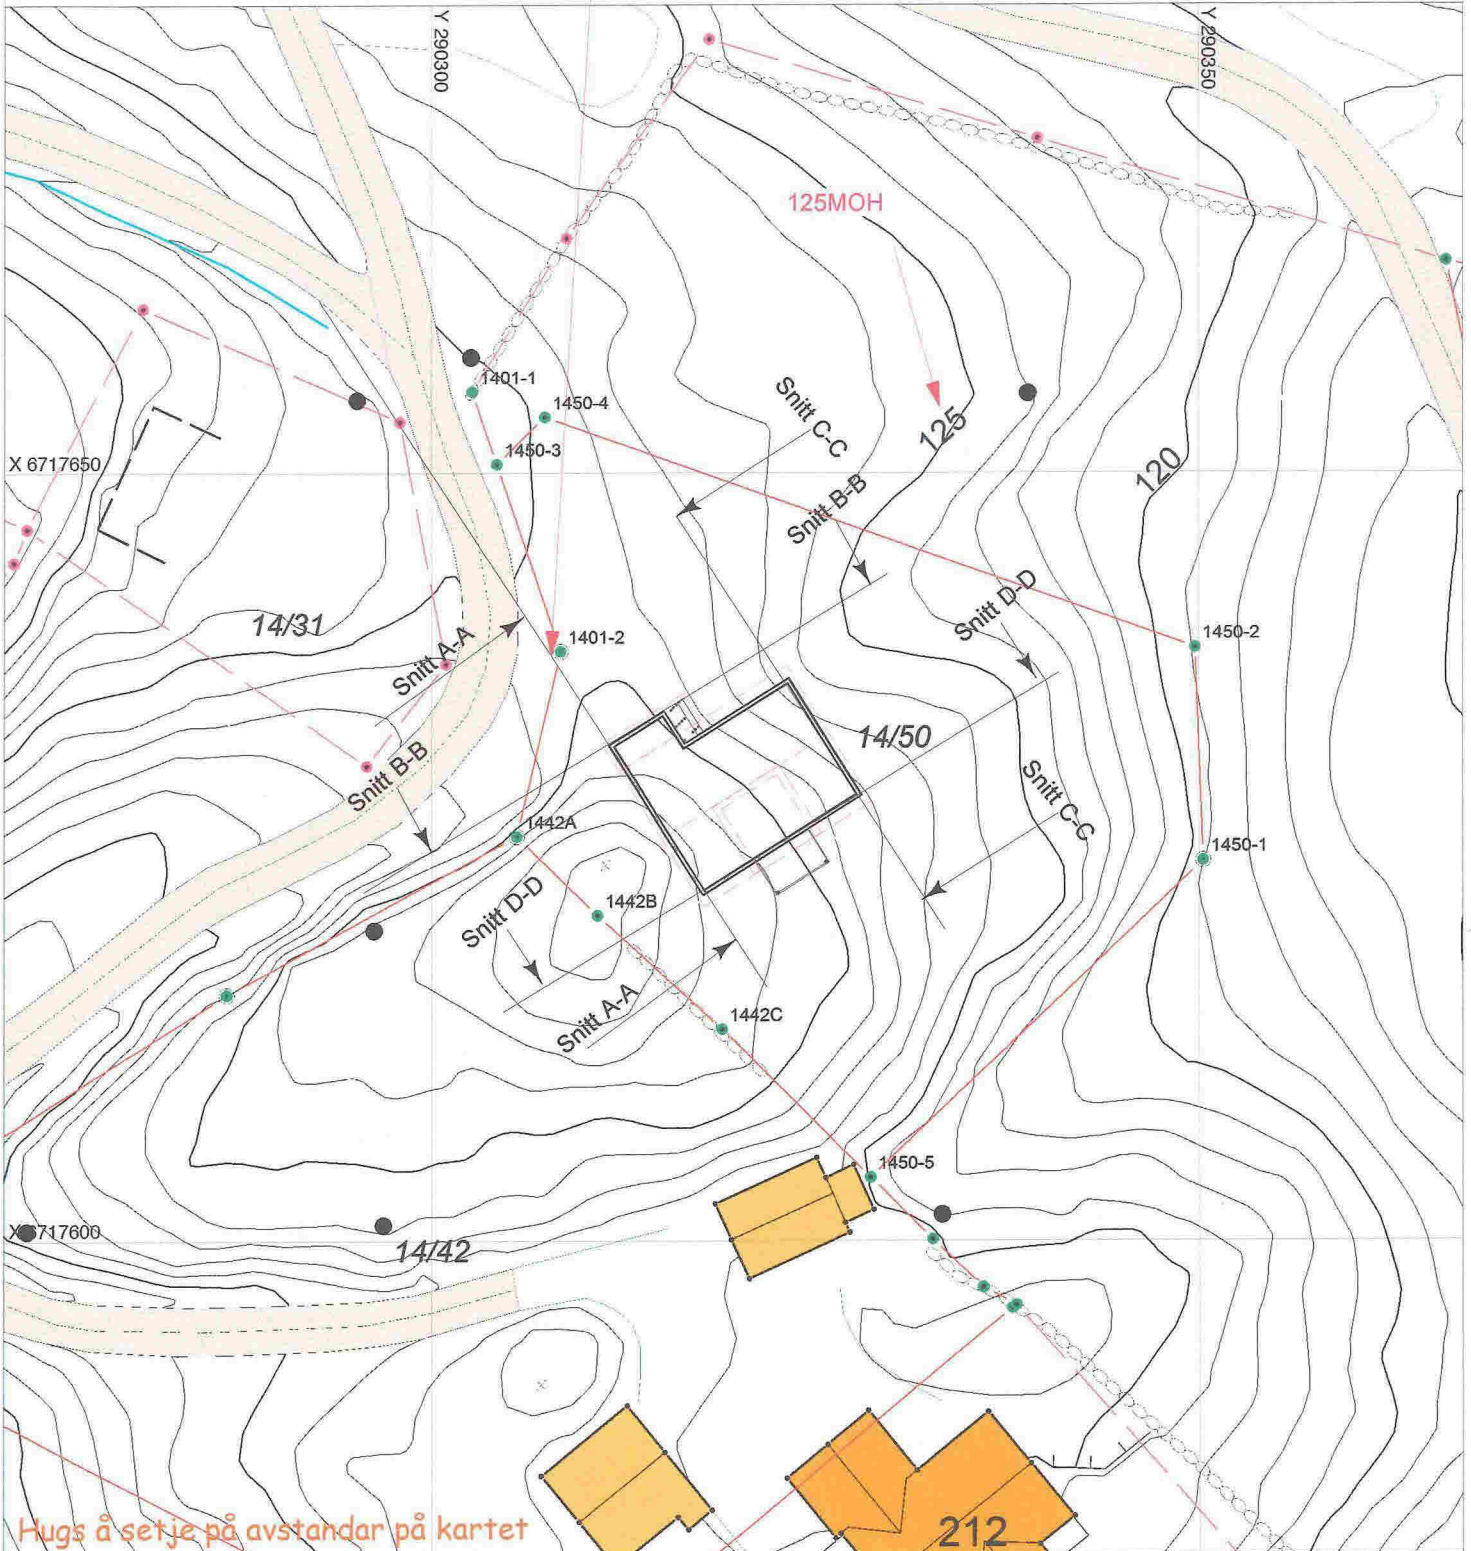 Y 290300
Y 290350
125MOH
1401-1
1450-4
Snitt C-C
125
X 6717650
1450-3
120
Snitt B-B
Snitt D-D
14/31
1401-2
1450-2
Snitt A-A
14/50
Snitt B-B
Snitt C-C
1442A
1450-1
Snitt D-D
1442B
Snitt A-A
1442C
1450-5
X 6717600
14/42
212
Hugs å setje på avstandar på kartet